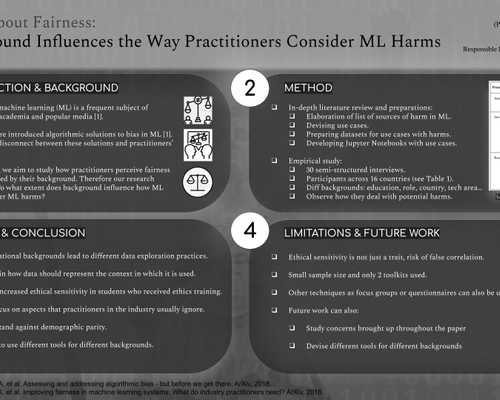 bout Fairness:
ound Influences the Way Practitioners Consider ML Harms
(P
Responsible
CTION & BACKGROUND
machine learning (ML) is a frequent subject of
academia and popular media [1].
re introduced algorithmic solutions to bias in ML [1].
disconnect between these solutions and practitioners'
we aim to study how practitioners perceive fairness
ed by their background. Therefore our research
o what extent does background influence how ML
er ML harms?
2
METHOD
In-depth literature review and preparations:
Elaboration of list of sources of harm in ML.
Devising use cases.
Preparing datasets for use cases with harms.
Developing Jupyter Notebooks with use cases.
Empirical study:
30 semi-structured interviews.
Participants across 16 countries (see Table 1).
Diff backgrounds: education, role, country, tech area...
Observe how they deal with potential harms.
& CONCLUSION
ational backgrounds lead to different data exploration practices.
in how data should represent the context in which it is used.
ncreased ethical sensitivity in students who received ethics training.
cus on aspects that practitioners in the industry usually ignore.
tand against demographic parity.
to use different tools for different backgrounds.
4
LIMITATIONS & FUTURE WORK
Ethical sensitivity is not just a trait, risk of false correlation.
Small sample size and only 2 toolkits used.
Other techniques as focus groups or questionnaires can also be u
Future work can also:
Study concerns brought up throughout the paper
Devise different tools for different backgrounds
A, et al. Assessing and addressing algorithmic bias - but before we get there. ArXiv, 2018.
et al. Improving fairness in machine learning systems: What do industry practitioners need? ArXiv, 2018.